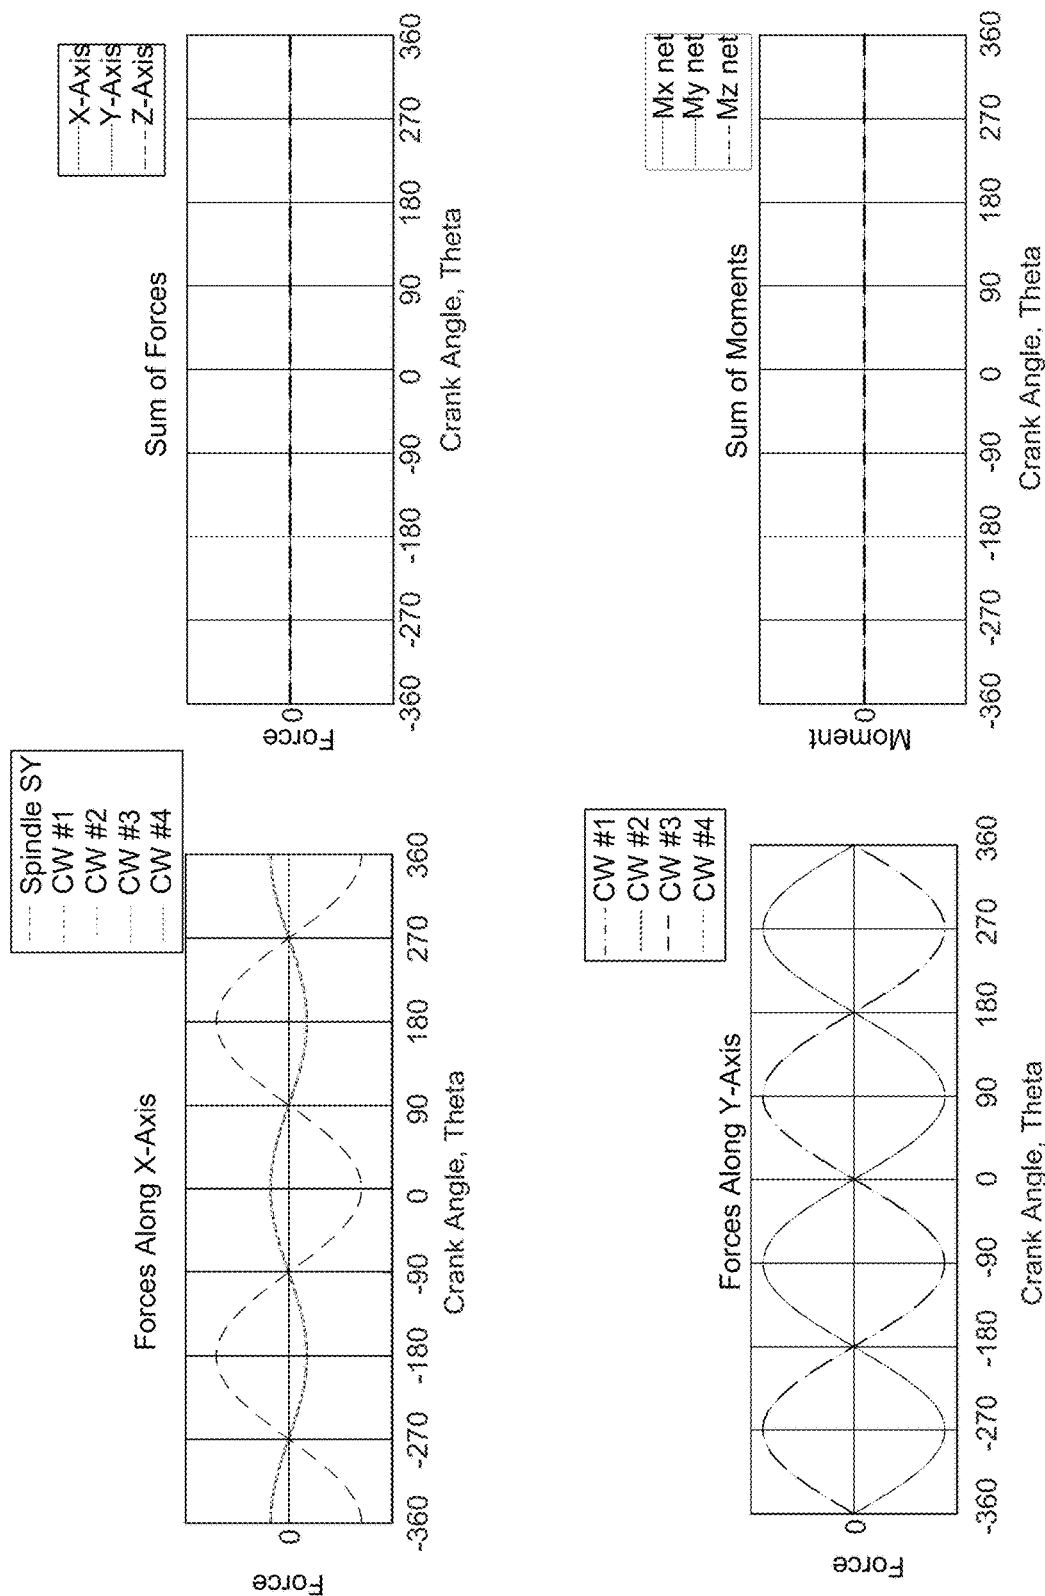 Spindle SY
CW #1
CW #2
CW #3
CW #4
Forces Along X-Axis
Force
0
-360
-270
-180
-90
0
90
180
270
360
Crank Angle, Theta
X-Axis
Y-Axis
Z-Axis
Sum of Forces
Force
0
-360
-270
-180
-90
0
90
180
270
360
Crank Angle, Theta
CW #1
CW #2
CW #3
CW #4
Forces Along Y-Axis
Force
0
-360
-270
-180
-90
0
90
180
270
360
Crank Angle, Theta
Mx net
My net
Mz net
Sum of Moments
Moment
0
-360
-270
-180
-90
0
90
180
270
360
Crank Angle, Theta